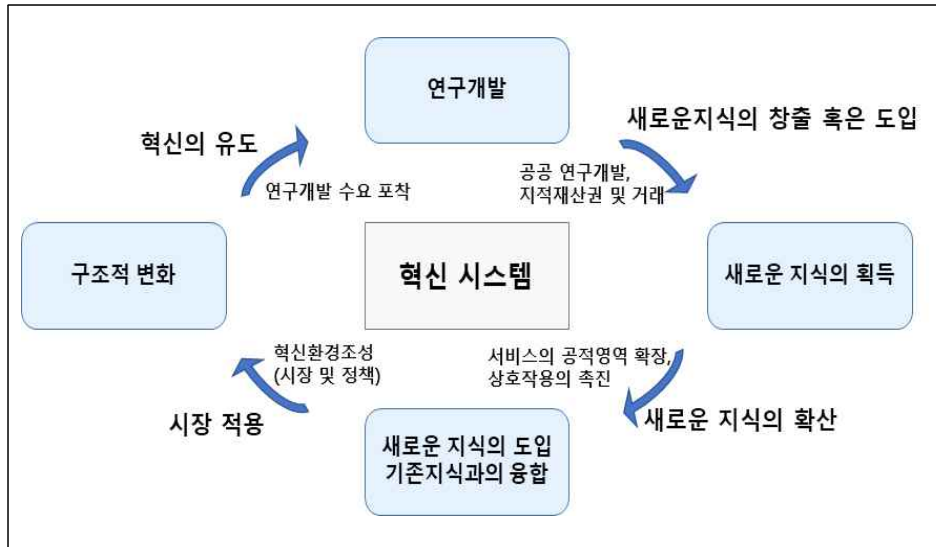 연구개발
새로운지식의 창출 혹은 도입
혁신의 유도
공공 연구개발,
지적재산권 및 거래
연구개발 수요 포착
구조적 변화
혁신 시스템
새로운 지식의 획득
혁신환경조성
(시장 및 정책)
서비스의 공적영역 확장,
상호작용의 촉진
시장 적용
새로운 지식의 확산
새로운 지식의 도입
기존지식과의 융합